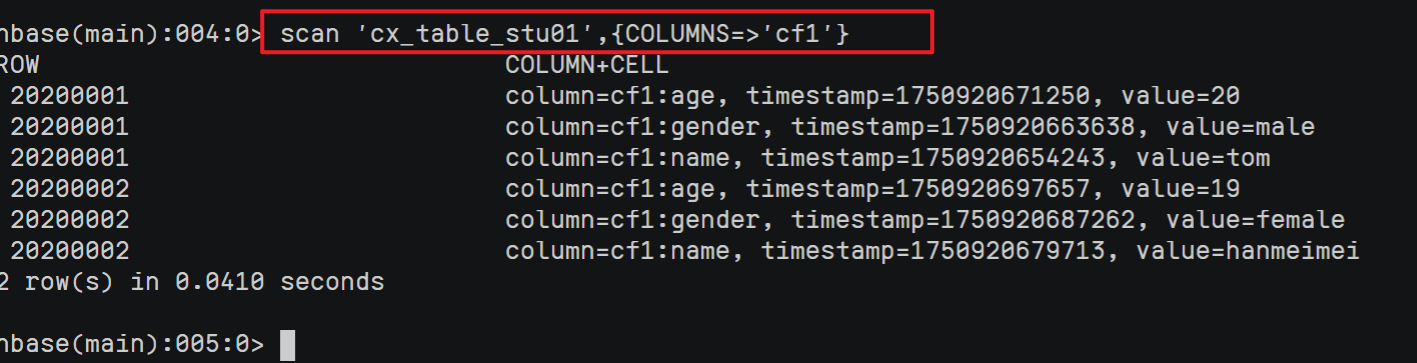 hbase(main):004:0> scan 'cx_table_stu01',{COLUMNS=>'cf1'}
ROW COLUMN+CELL
20200001 column=cf1:age, timestamp=1750920671250, value=20
20200001 column=cf1:gender, timestamp=1750920663638, value=male
20200001 column=cf1:name, timestamp=1750920654243, value=tom
20200002 column=cf1:age, timestamp=1750920697657, value=19
20200002 column=cf1:gender, timestamp=1750920687262, value=female
20200002 column=cf1:name, timestamp=1750920679713, value=hanmeimei
2 row(s) in 0.0410 seconds
hbase(main):005:0>